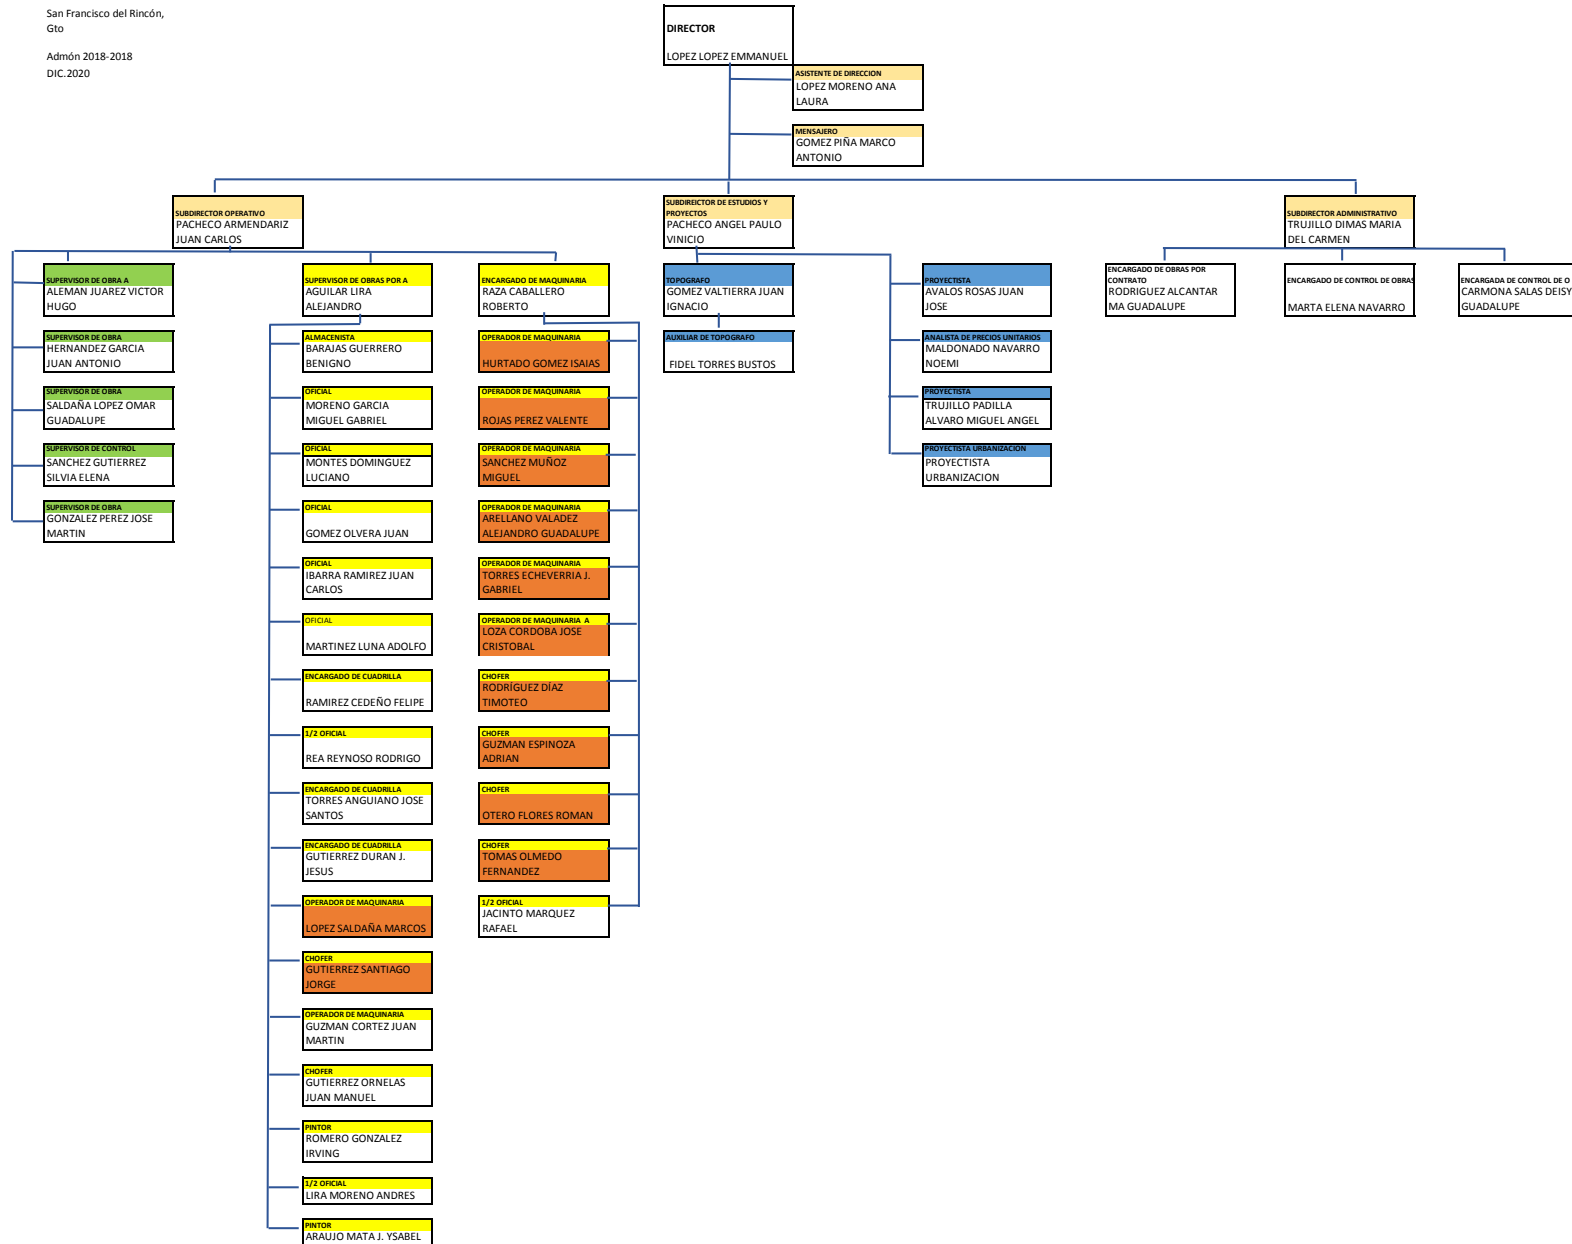 San Francisco del Rincón,
Gto
Admón 2018-2018
DIC.2020
DIRECTOR
LOPEZ LOPEZ EMMANUEL
ASISTENTE DE DIRECCION
LOPEZ MORENO ANA
LAURA
MENSAJERO
GOMEZ PIÑA MARCO
ANTONIO
SUBDIRECTOR OPERATIVO
PACHECO ARMENDARIZ
JUAN CARLOS
SUBDIREICTOR DE ESTUDIOS Y
PROYECTOS
PACHECO ANGEL PAULO
VINICIO
SUBDIRECTOR ADMINISTRATIVO
TRUJILLO DIMAS MARIA
DEL CARMEN
SUPERVISOR DE OBRA A
ALEMAN JUAREZ VICTOR
HUGO
SUPERVISOR DE OBRA
HERNANDEZ GARCIA
JUAN ANTONIO
SUPERVISOR DE OBRA
SALDAÑA LOPEZ OMAR
GUADALUPE
SUPERVISOR DE CONTROL
SANCHEZ GUTIERREZ
SILVIA ELENA
SUPERVISOR DE OBRA
GONZALEZ PEREZ JOSE
MARTIN
SUPERVISOR DE OBRAS POR A
AGUILAR LIRA
ALEJANDRO
ALMACENISTA
BARAJAS GUERRERO
BENIGNO
OFICIAL
MORENO GARCIA
MIGUEL GABRIEL
OFICIAL
MONTES DOMINGUEZ
LUCIANO
OFICIAL
GOMEZ OLVERA JUAN
OFICIAL
IBARRA RAMIREZ JUAN
CARLOS
OFICIAL
MARTINEZ LUNA ADOLFO
ENCARGADO DE CUADRILLA
RAMIREZ CEDEÑO FELIPE
1/2 OFICIAL
REA REYNOSO RODRIGO
ENCARGADO DE CUADRILLA
TORRES ANGUIANO JOSE
SANTOS
ENCARGADO DE CUADRILLA
GUTIERREZ DURAN J.
JESUS
OPERADOR DE MAQUINARIA
LOPEZ SALDAÑA MARCOS
CHOFER
GUTIERREZ SANTIAGO
JORGE
OPERADOR DE MAQUINARIA
GUZMAN CORTEZ JUAN
MARTIN
CHOFER
GUTIERREZ ORNELAS
JUAN MANUEL
PINTOR
ROMERO GONZALEZ
IRVING
1/2 OFICIAL
LIRA MORENO ANDRES
PINTOR
ARAUJO MATA J. YSABEL
ENCARGADO DE MAQUINARIA
RAZA CABALLERO
ROBERTO
OPERADOR DE MAQUINARIA
HURTADO GOMEZ ISAIAS
OPERADOR DE MAQUINARIA
ROJAS PEREZ VALENTE
OPERADOR DE MAQUINARIA
SANCHEZ MUÑOZ
MIGUEL
OPERADOR DE MAQUINARIA
ARELLANO VALADEZ
ALEJANDRO GUADALUPE
OPERADOR DE MAQUINARIA
TORRES ECHEVERRIA J.
GABRIEL
OPERADOR DE MAQUINARIA A
LOZA CORDOBA JOSE
CRISTOBAL
CHOFER
RODRÍGUEZ DÍAZ
TIMOTEO
CHOFER
GUZMAN ESPINOZA
ADRIAN
CHOFER
OTERO FLORES ROMAN
CHOFER
TOMAS OLMEDO
FERNANDEZ
1/2 OFICIAL
JACINTO MARQUEZ
RAFAEL
TOPOGRAFO
GOMEZ VALTIERRA JUAN
IGNACIO
AUXILIAR DE TOPOGRAFO
FIDEL TORRES BUSTOS
PROYECTISTA
AVALOS ROSAS JUAN
JOSE
ANALISTA DE PRECIOS UNITARIOS
MALDONADO NAVARRO
NOEMI
PROYECTISTA
TRUJILLO PADILLA
ALVARO MIGUEL ANGEL
PROYECTISTA URBANIZACION
PROYECTISTA
URBANIZACION
ENCARGADO DE OBRAS POR
CONTRATO
RODRIGUEZ ALCANTAR
MA GUADALUPE
ENCARGADO DE CONTROL DE OBRAS
MARTA ELENA NAVARRO
ENCARGADA DE CONTROL DE O
CARMONA SALAS DEISY
GUADALUPE